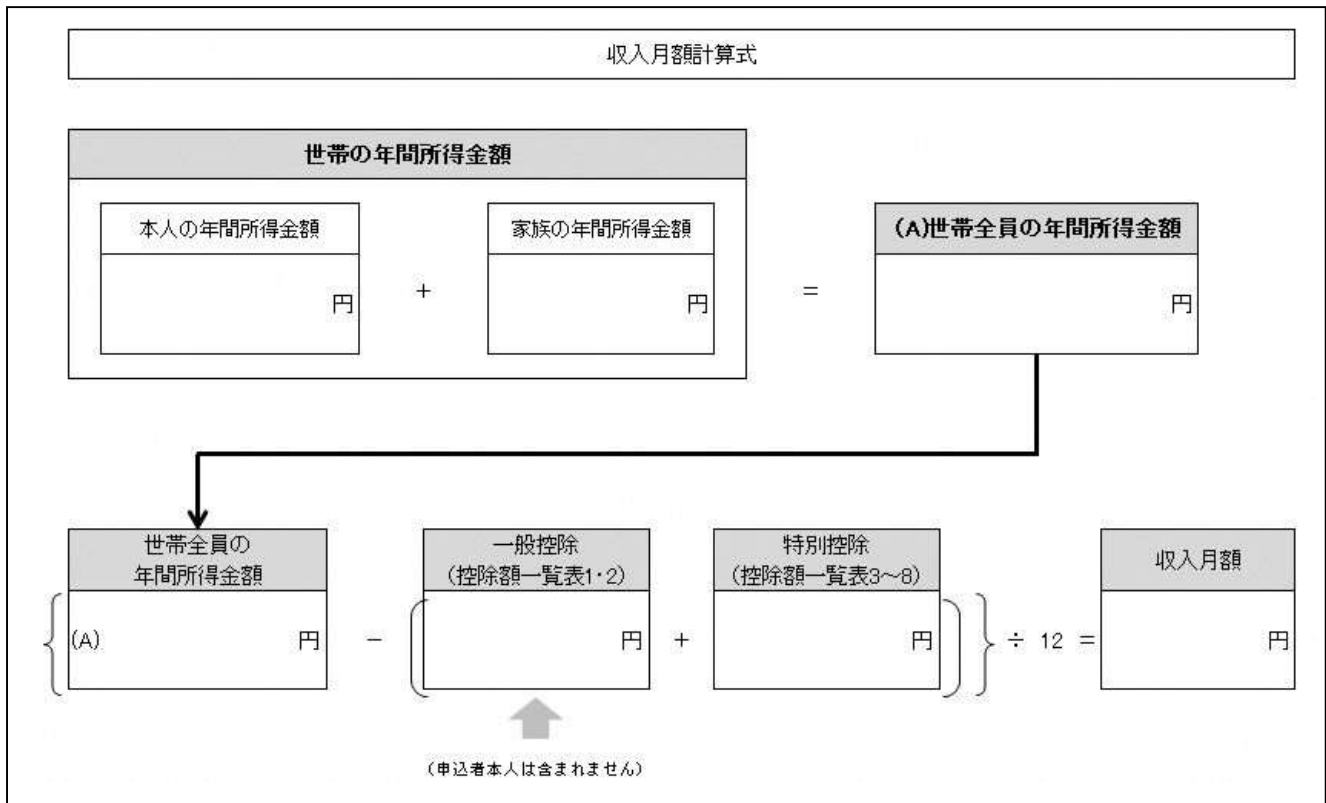 収入月額計算式
世帯の年間所得金額
本人の年間所得金額
家族の年間所得金額
(A)世帯全員の年間所得金額
円
+
円
=
円
世帯全員の
年間所得金額
一般控除
(控除額一覧表1・2)
特別控除
(控除額一覧表3～8)
収入月額
(A) 円 － 円 + 円 ÷ 12 = 円
(申込者本人は含まれません)